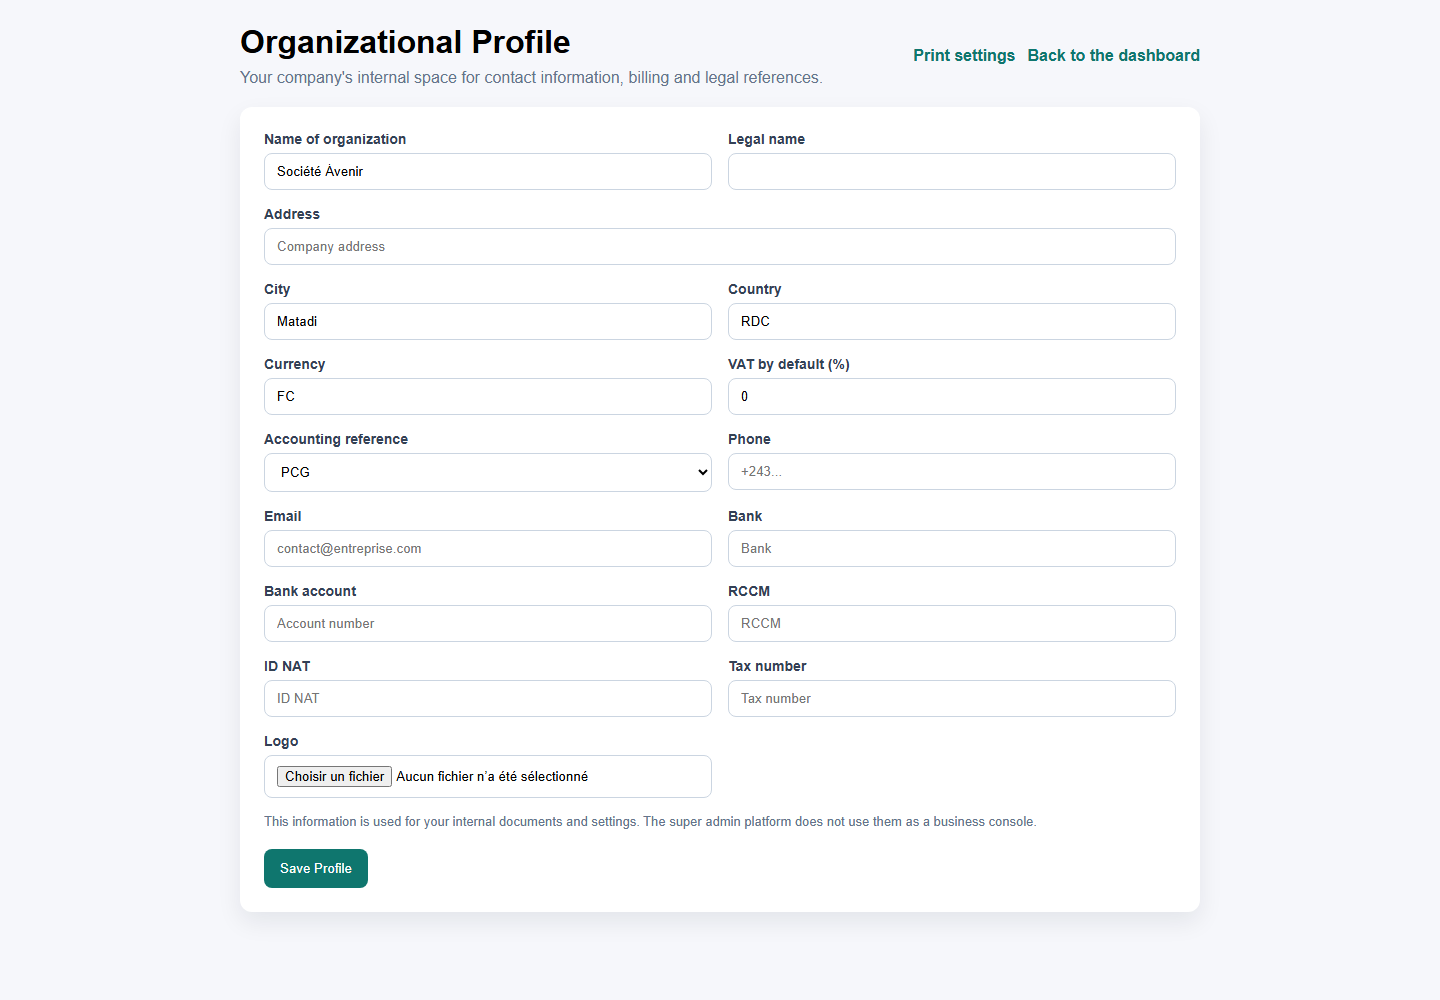 Organizational Profile
Your company's internal space for contact information, billing and legal references.
Print settings Back to the dashboard
Name of organization
Société Avenir
Legal name
Address
Company address
City
Matadi
Country
RDC
Currency
FC
VAT by default (%)
0
Accounting reference
PCG
Phone
+243...
Email
contact@entreprise.com
Bank
Bank
Bank account
Account number
RCCM
RCCM
ID NAT
ID NAT
Tax number
Tax number
Logo
Choisir un fichier Aucun fichier n’a été sélectionné
This information is used for your internal documents and settings. The super admin platform does not use them as a business console.
Save Profile